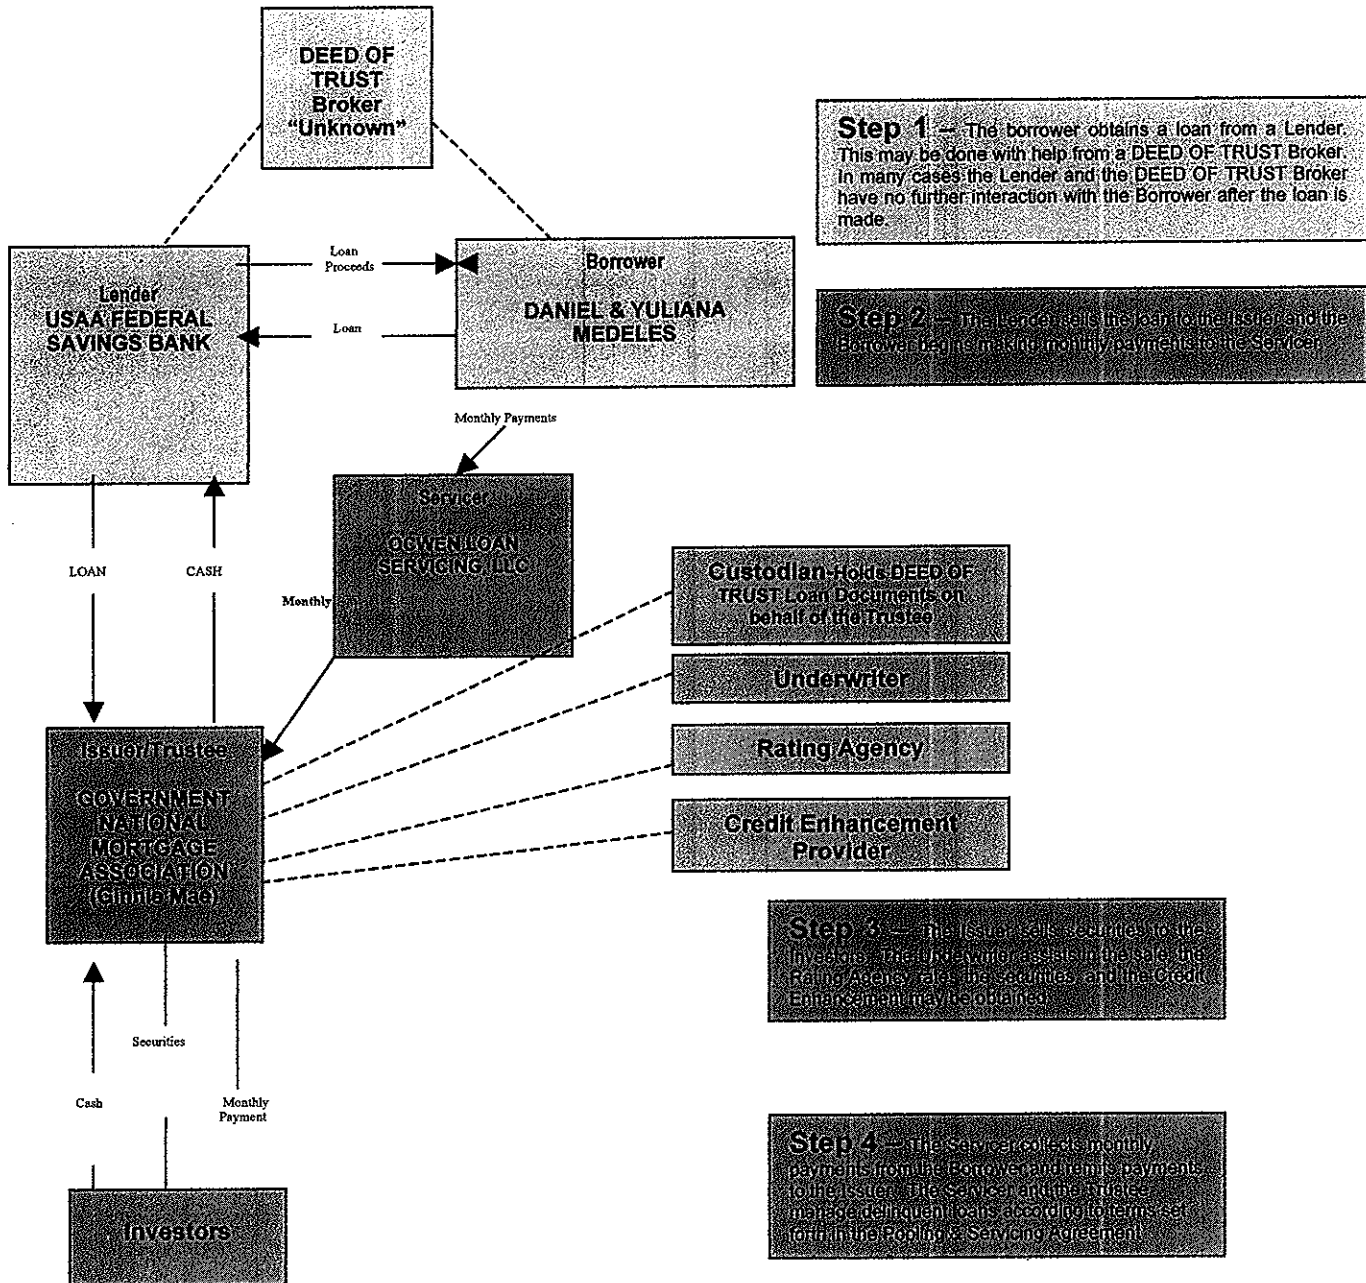 DEED OF
TRUST
Broker
“Unknown”
Step 1 – The borrower obtains a loan from a Lender.
This may be done with help from a DEED OF TRUST Broker.
In many cases the Lender and the DEED OF TRUST Broker
have no further interaction with the Borrower after the loan is
made.
Lender
USAA FEDERAL
SAVINGS BANK
Loan
Proceeds
Loan
Borrower
DANIEL & YULIANA
MEDELES
Step 2 – The Lender sells the loan to the Issuer and the
Borrower begins making monthly payments to the Servicer.
Monthly Payments
Servicer
OCWEN LOAN
SERVICING, LLC
LOAN
CASH
Monthly
Custodian-Holds DEED OF
TRUST Loan Documents on
behalf of the Trustee
Underwriter
Rating Agency
Credit Enhancement
Provider
Issuer/Trustee
GOVERNMENT
NATIONAL
MORTGAGE
ASSOCIATION
(Ginnie Mae)
Step 3 – The Issuer sells securities to the
Investors. The Underwriter assists in the sale, the
Rating Agency rates the securities, and the Credit
Enhancement may be obtained
Securities
Cash
Monthly
Payment
Step 4 – The Servicer collects monthly
payments from the Borrower and remits payments
to the Issuer. The Servicer and the Trustee
manage delinquent loans according to terms set
forth in the Pooling & Servicing Agreement
Investors